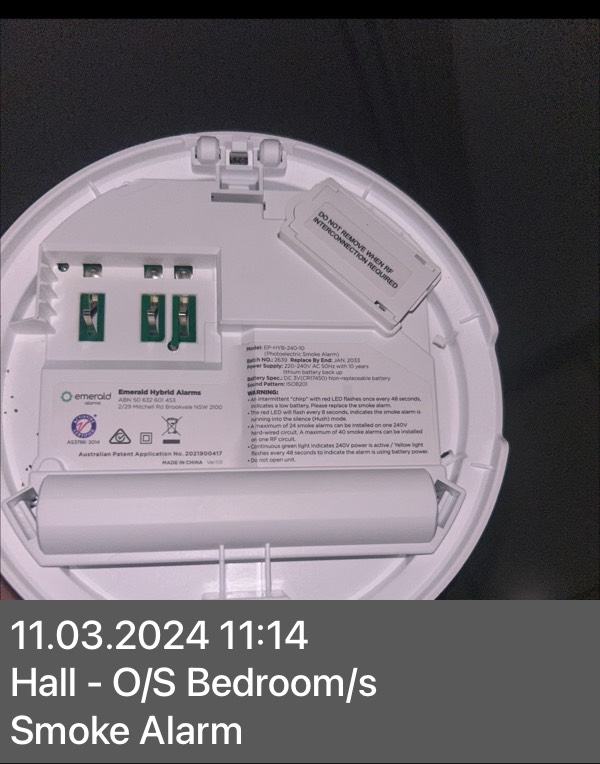 DO NOT REMOVE WHEN RF
INTERCONNECTION REQUIRED
Model: EP-HYB-240-10
(Photoelectric Smoke Alarm)
Batch NO.: 2639 Replace By End: JAN. 2033
Power Supply: 220-240V AC 50Hz with 10 years
lithium battery back up
Battery Spec.: DC 3V(CR17450) Non-replaceable battery
Sound Pattern: ISO8201
WARNING:
• An intermittent "chirp" with red LED flashes once every 48 seconds,
indicates a low battery. Please replace the smoke alarm.
• The red LED will flash every 8 seconds, indicates the smoke alarm is
running into the silence (Hush) mode.
• A maximum of 24 smoke alarms can be installed on one 240V
hard-wired circuit. A maximum of 40 smoke alarms can be installed
on one RF circuit.
• Continuous green light indicates 240V power is active / Yellow light
flashes every 48 seconds to indicate the alarm is using battery power.
• Do not open unit.
emerald
alarms
Emerald Hybrid Alarms
ABN 50 632 601 453
2/29 Mitchell Rd Brookvale NSW 2100
AS3786: 2014
Australian Patent Application No. 2021900417
MADE IN CHINA
11.03.2024 11:14
Hall - O/S Bedroom/s
Smoke Alarm